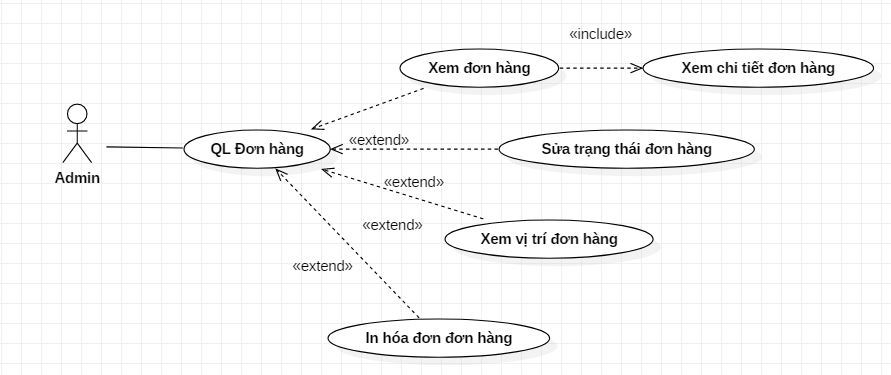 «include»
Xem đơn hàng
Xem chi tiết đơn hàng
«extend»
QL Đơn hàng
Sửa trạng thái đơn hàng
Admin
«extend»
«extend»
Xem vị trí đơn hàng
«extend»
In hóa đơn đơn hàng